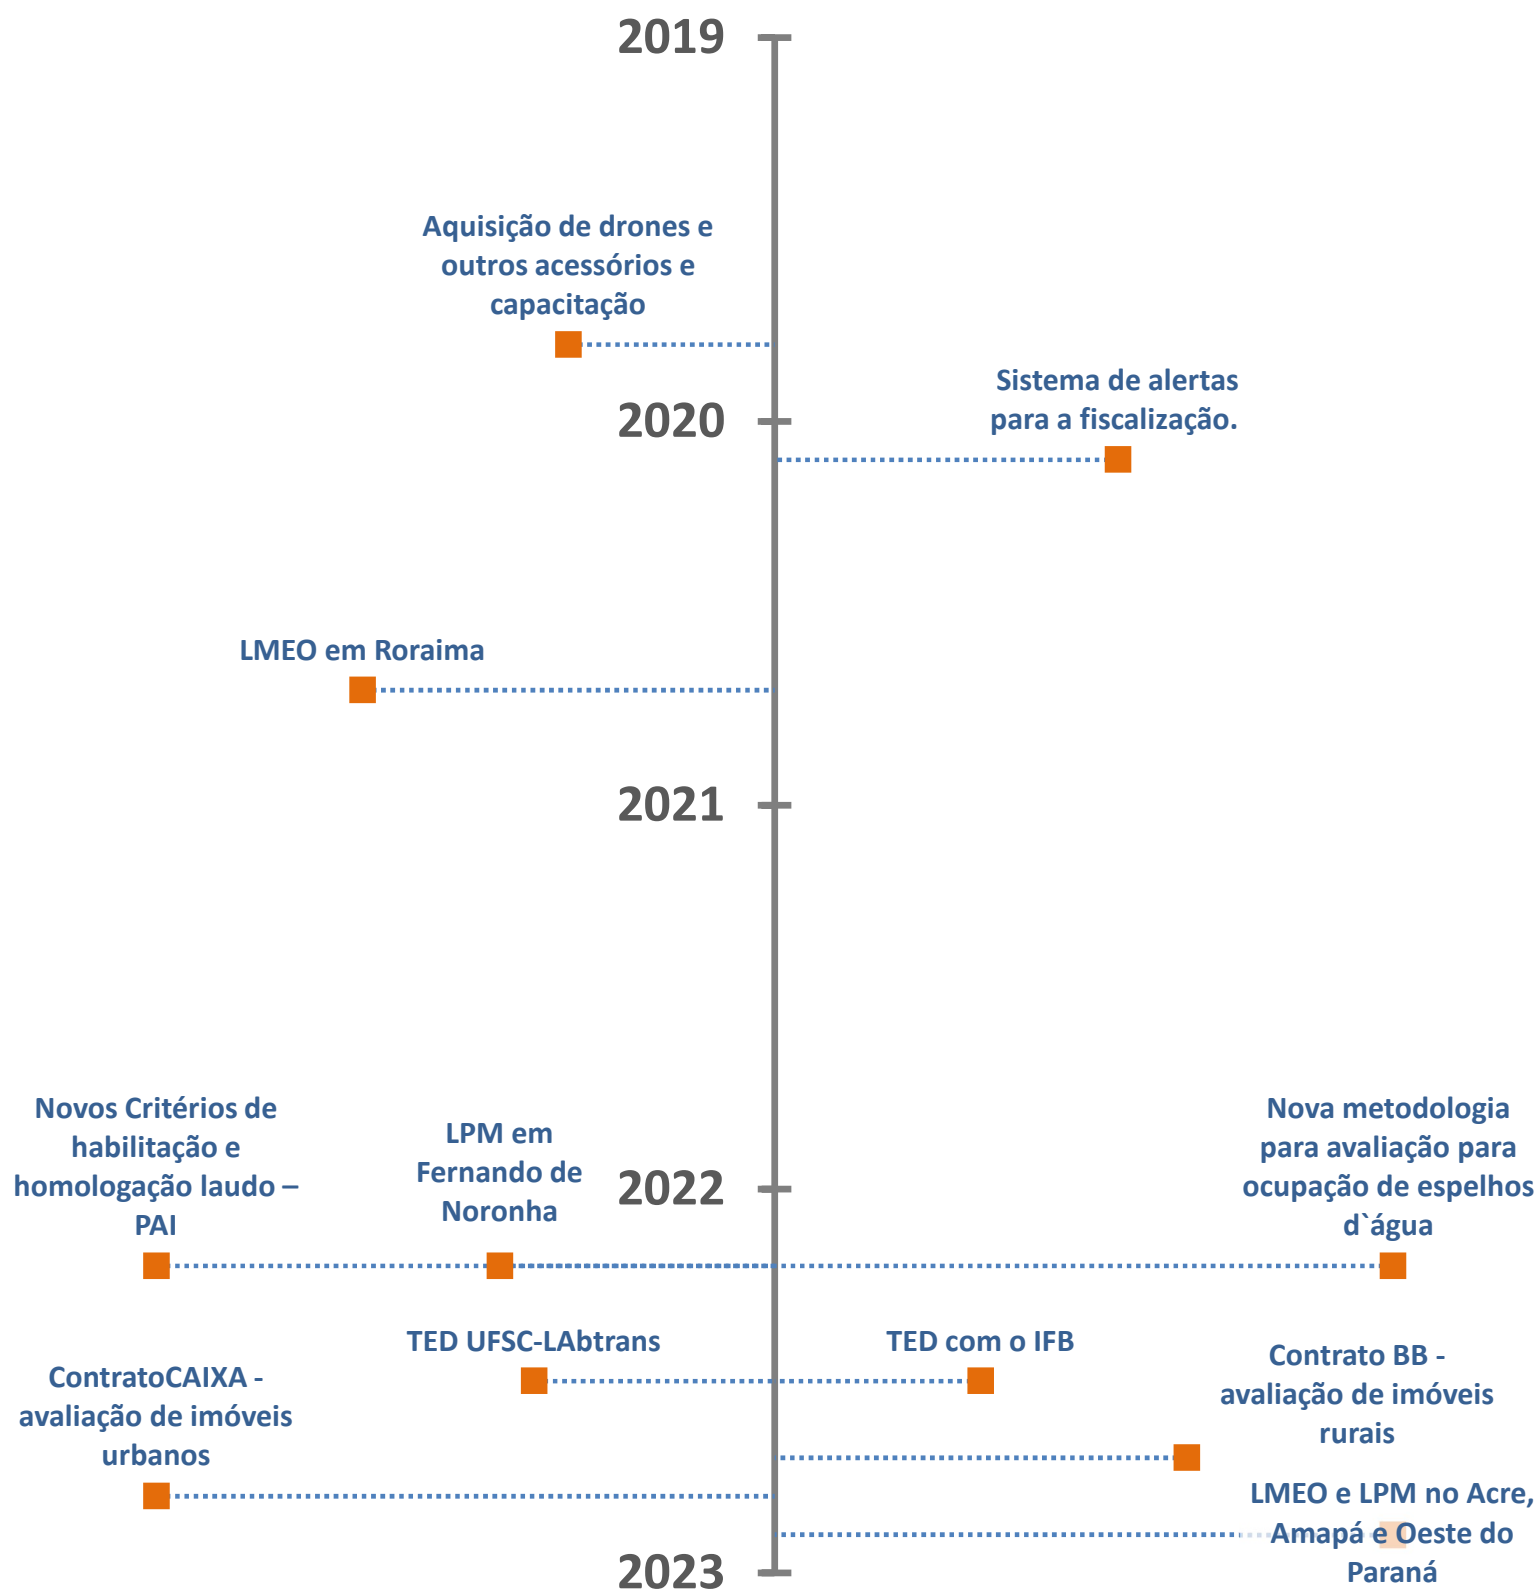 2019
Aquisição de drones e
outros acessórios e
capacitação
Sistema de alertas
para a fiscalização.
2020
LMEO em Roraima
2021
Novos Critérios de
habilitação e
homologação laudo –
PAI
LPM em
Fernando de
Noronha
2022
Nova metodologia
para avaliação para
ocupação de espelhos
d`água
TED UFSC-LAbtrans
TED com o IFB
ContratoCAIXA -
avaliação de imóveis
urbanos
Contrato BB -
avaliação de imóveis
rurais
LMEO e LPM no Acre,
Amapá e Oeste do
Paraná
2023